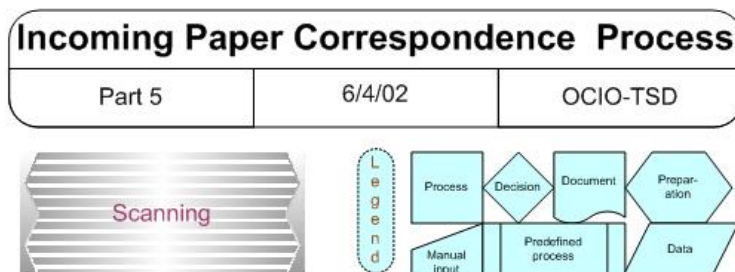 Incoming Paper Correspondence Process
Part 5
6/4/02
OCIO-TSD
Scanning
Legend
Process
Decision
Document
Prepar-
ation
Manual
input
Predefined
process
Data